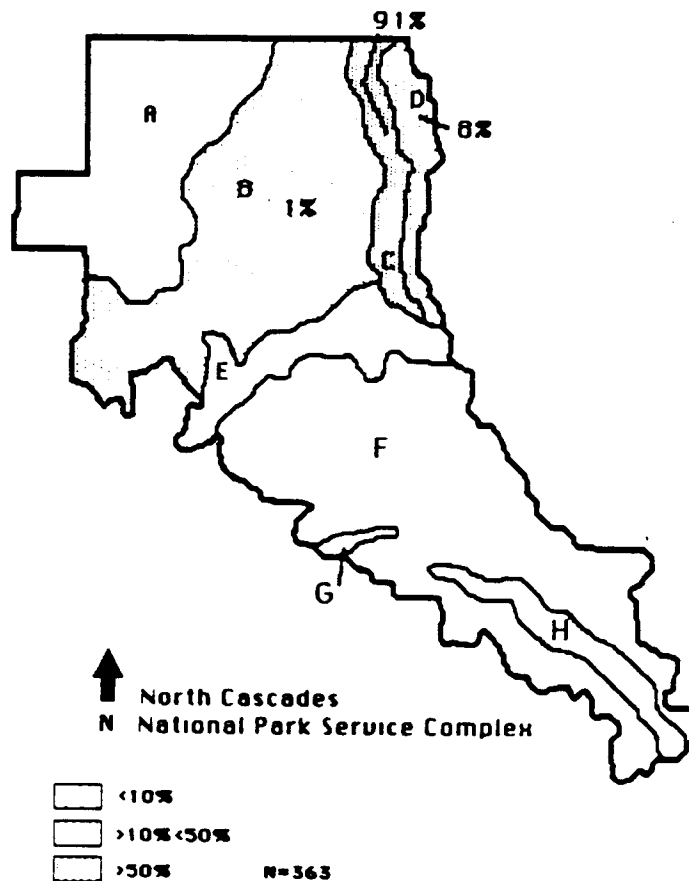 91%
A
D
8%
B
1%
C
E
F
G
H
North Cascades
N National Park Service Complex
<10%
>10%<50%
>50% N=363